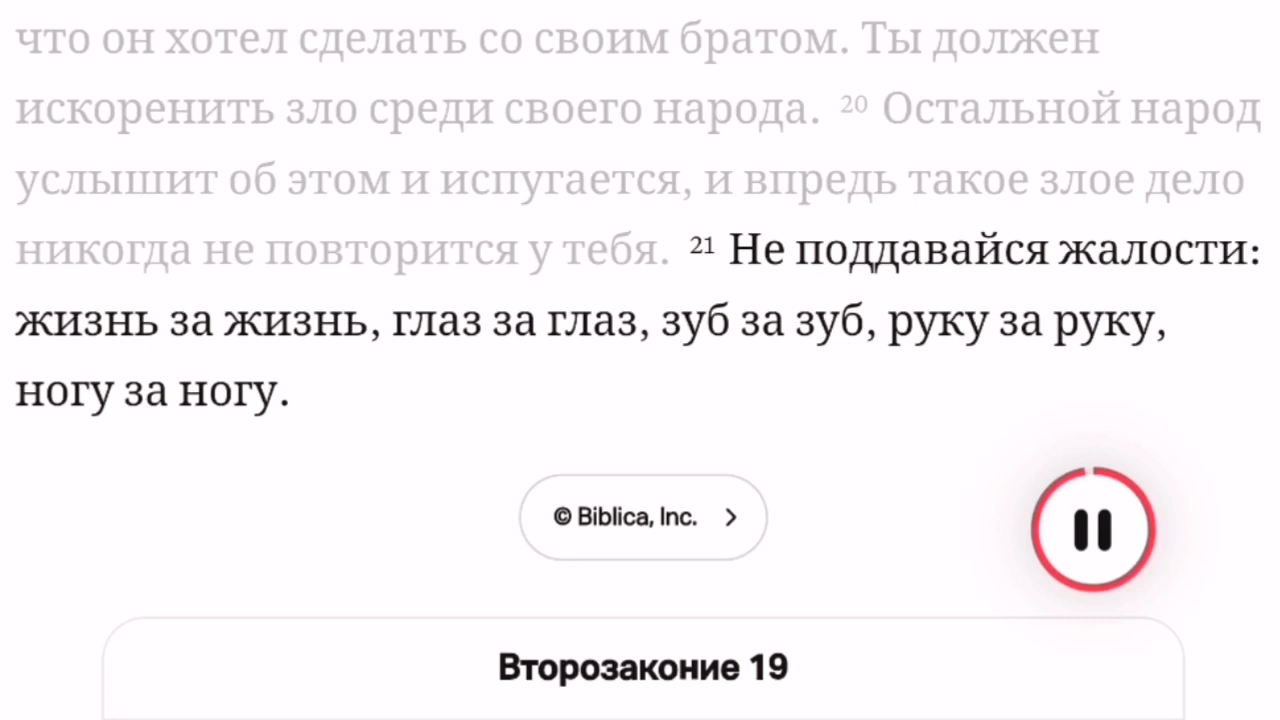 что он хотел сделать со своим братом. Ты должен
искоренить зло среди своего народа. 20 Остальной народ
услышит об этом и испугается, и впредь такое злое дело
никогда не повторится у тебя. 21 Не поддавайся жалости:
жизнь за жизнь, глаз за глаз, зуб за зуб, руку за руку,
ногу за ногу.
© Biblica, Inc.
Второзаконие 19